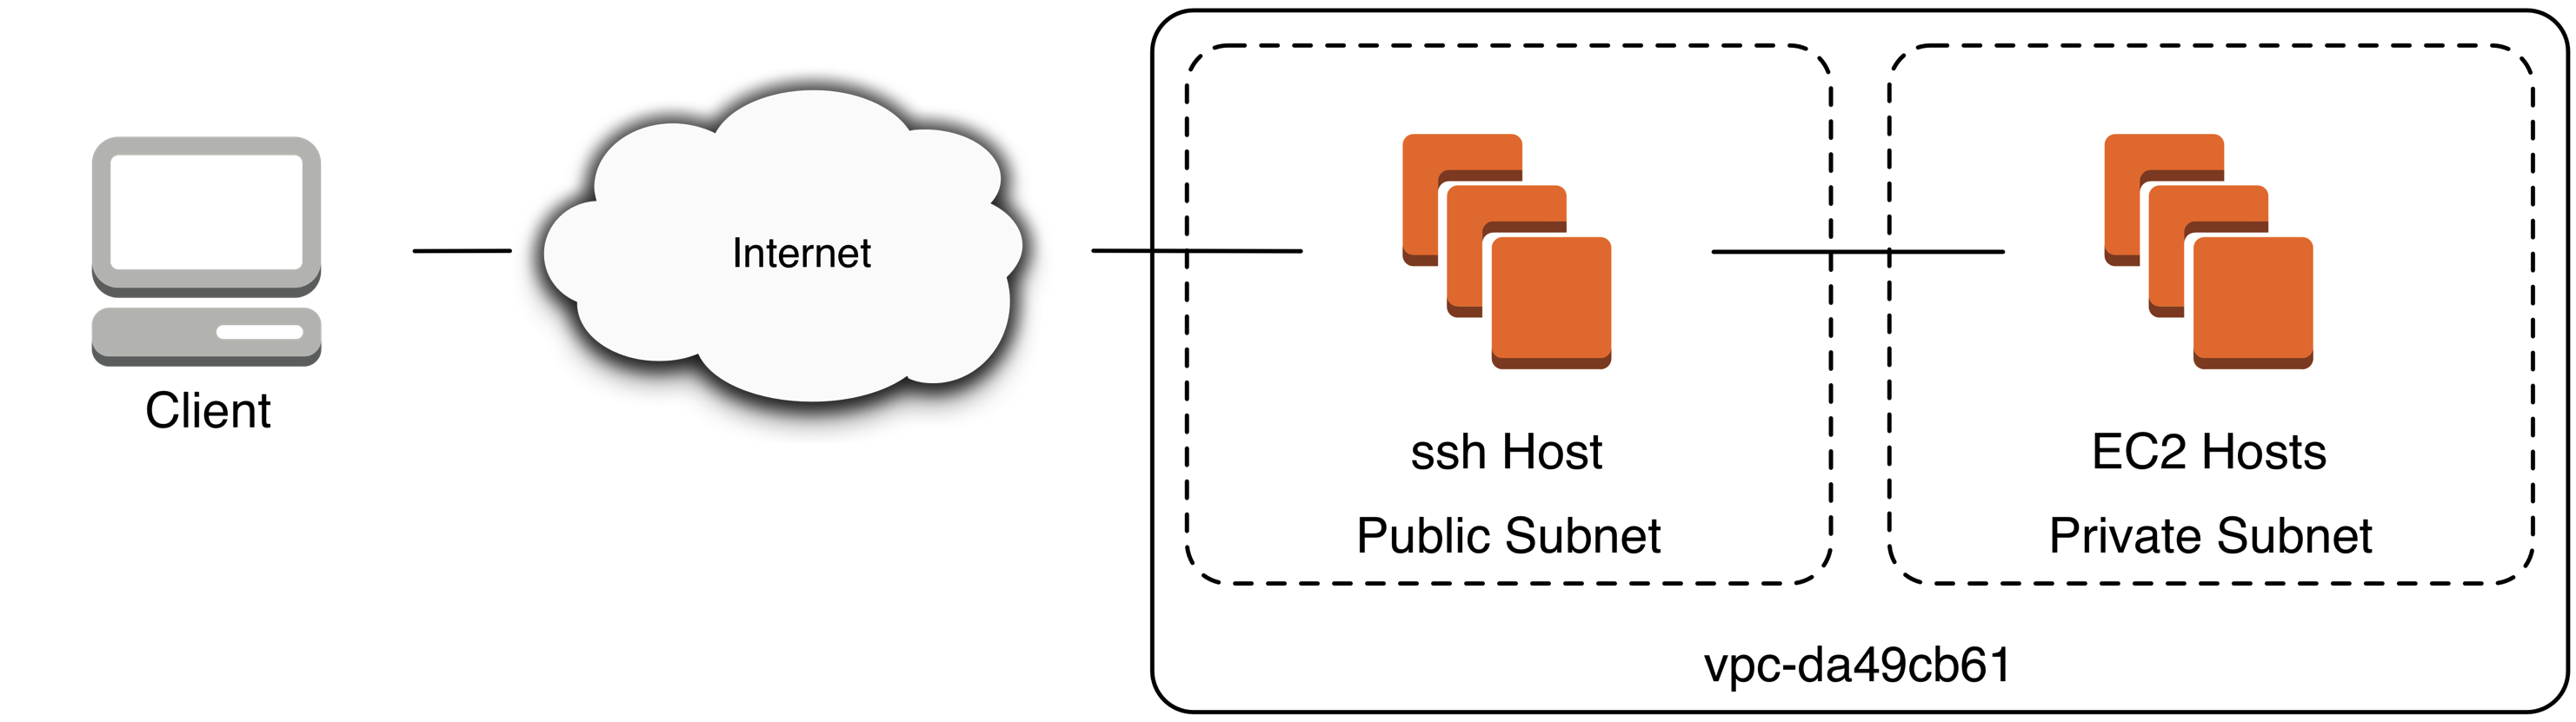 Client
Internet
ssh Host
Public Subnet
EC2 Hosts
Private Subnet
vpc-da49cb61